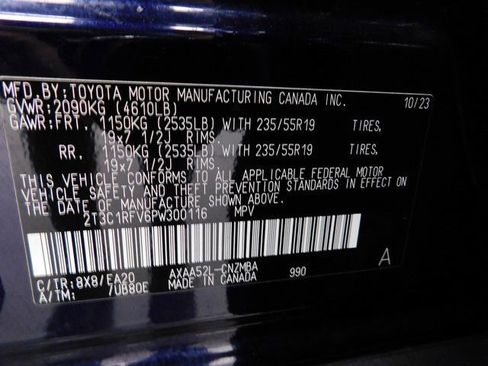 MFD.BY:TOYOTA MOTOR MANUFACTURING CANADA INC. 10/23
GVWR:2090KG (4610LB)
GAWR:FRT. 1150KG (2535LB) WITH 235/55R19 TIRES,
19x7 1/2J RIMS.
RR. 1150KG (2535LB) WITH 235/55R19 TIRES,
19x7 1/2J RIMS.
THIS VEHICLE CONFORMS TO ALL APPLICABLE FEDERAL MOTOR
VEHICLE SAFETY AND THEFT PREVENTION STANDARDS IN EFFECT ON
THE DATE OF MANUFACTURE SHOWN ABOVE.
2T3C1RFV6PW300116 MPV
C/TR:8X8/EA20 AXAA52L-CNZMBA 990 A
A/TM: /70B80E MADE IN CANADA